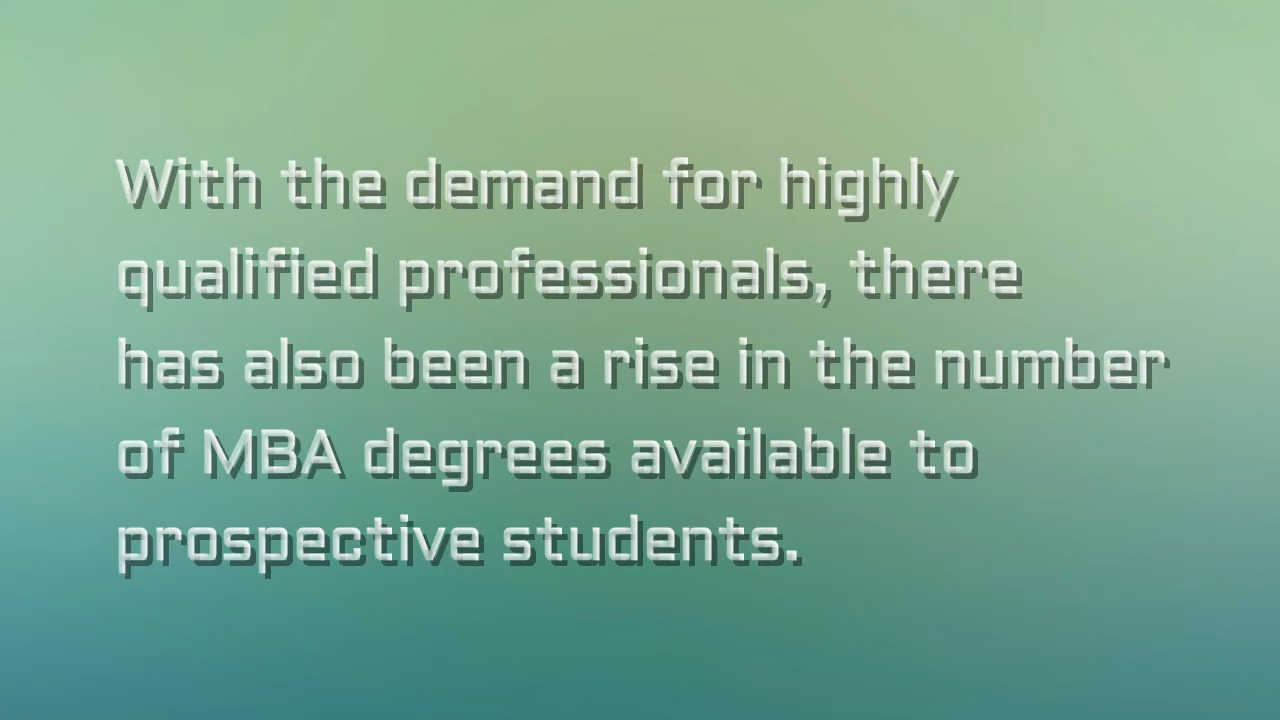 With the demand for highly
qualified professionals, there
has also been a rise in the number
of MBA degrees available to
prospective students.